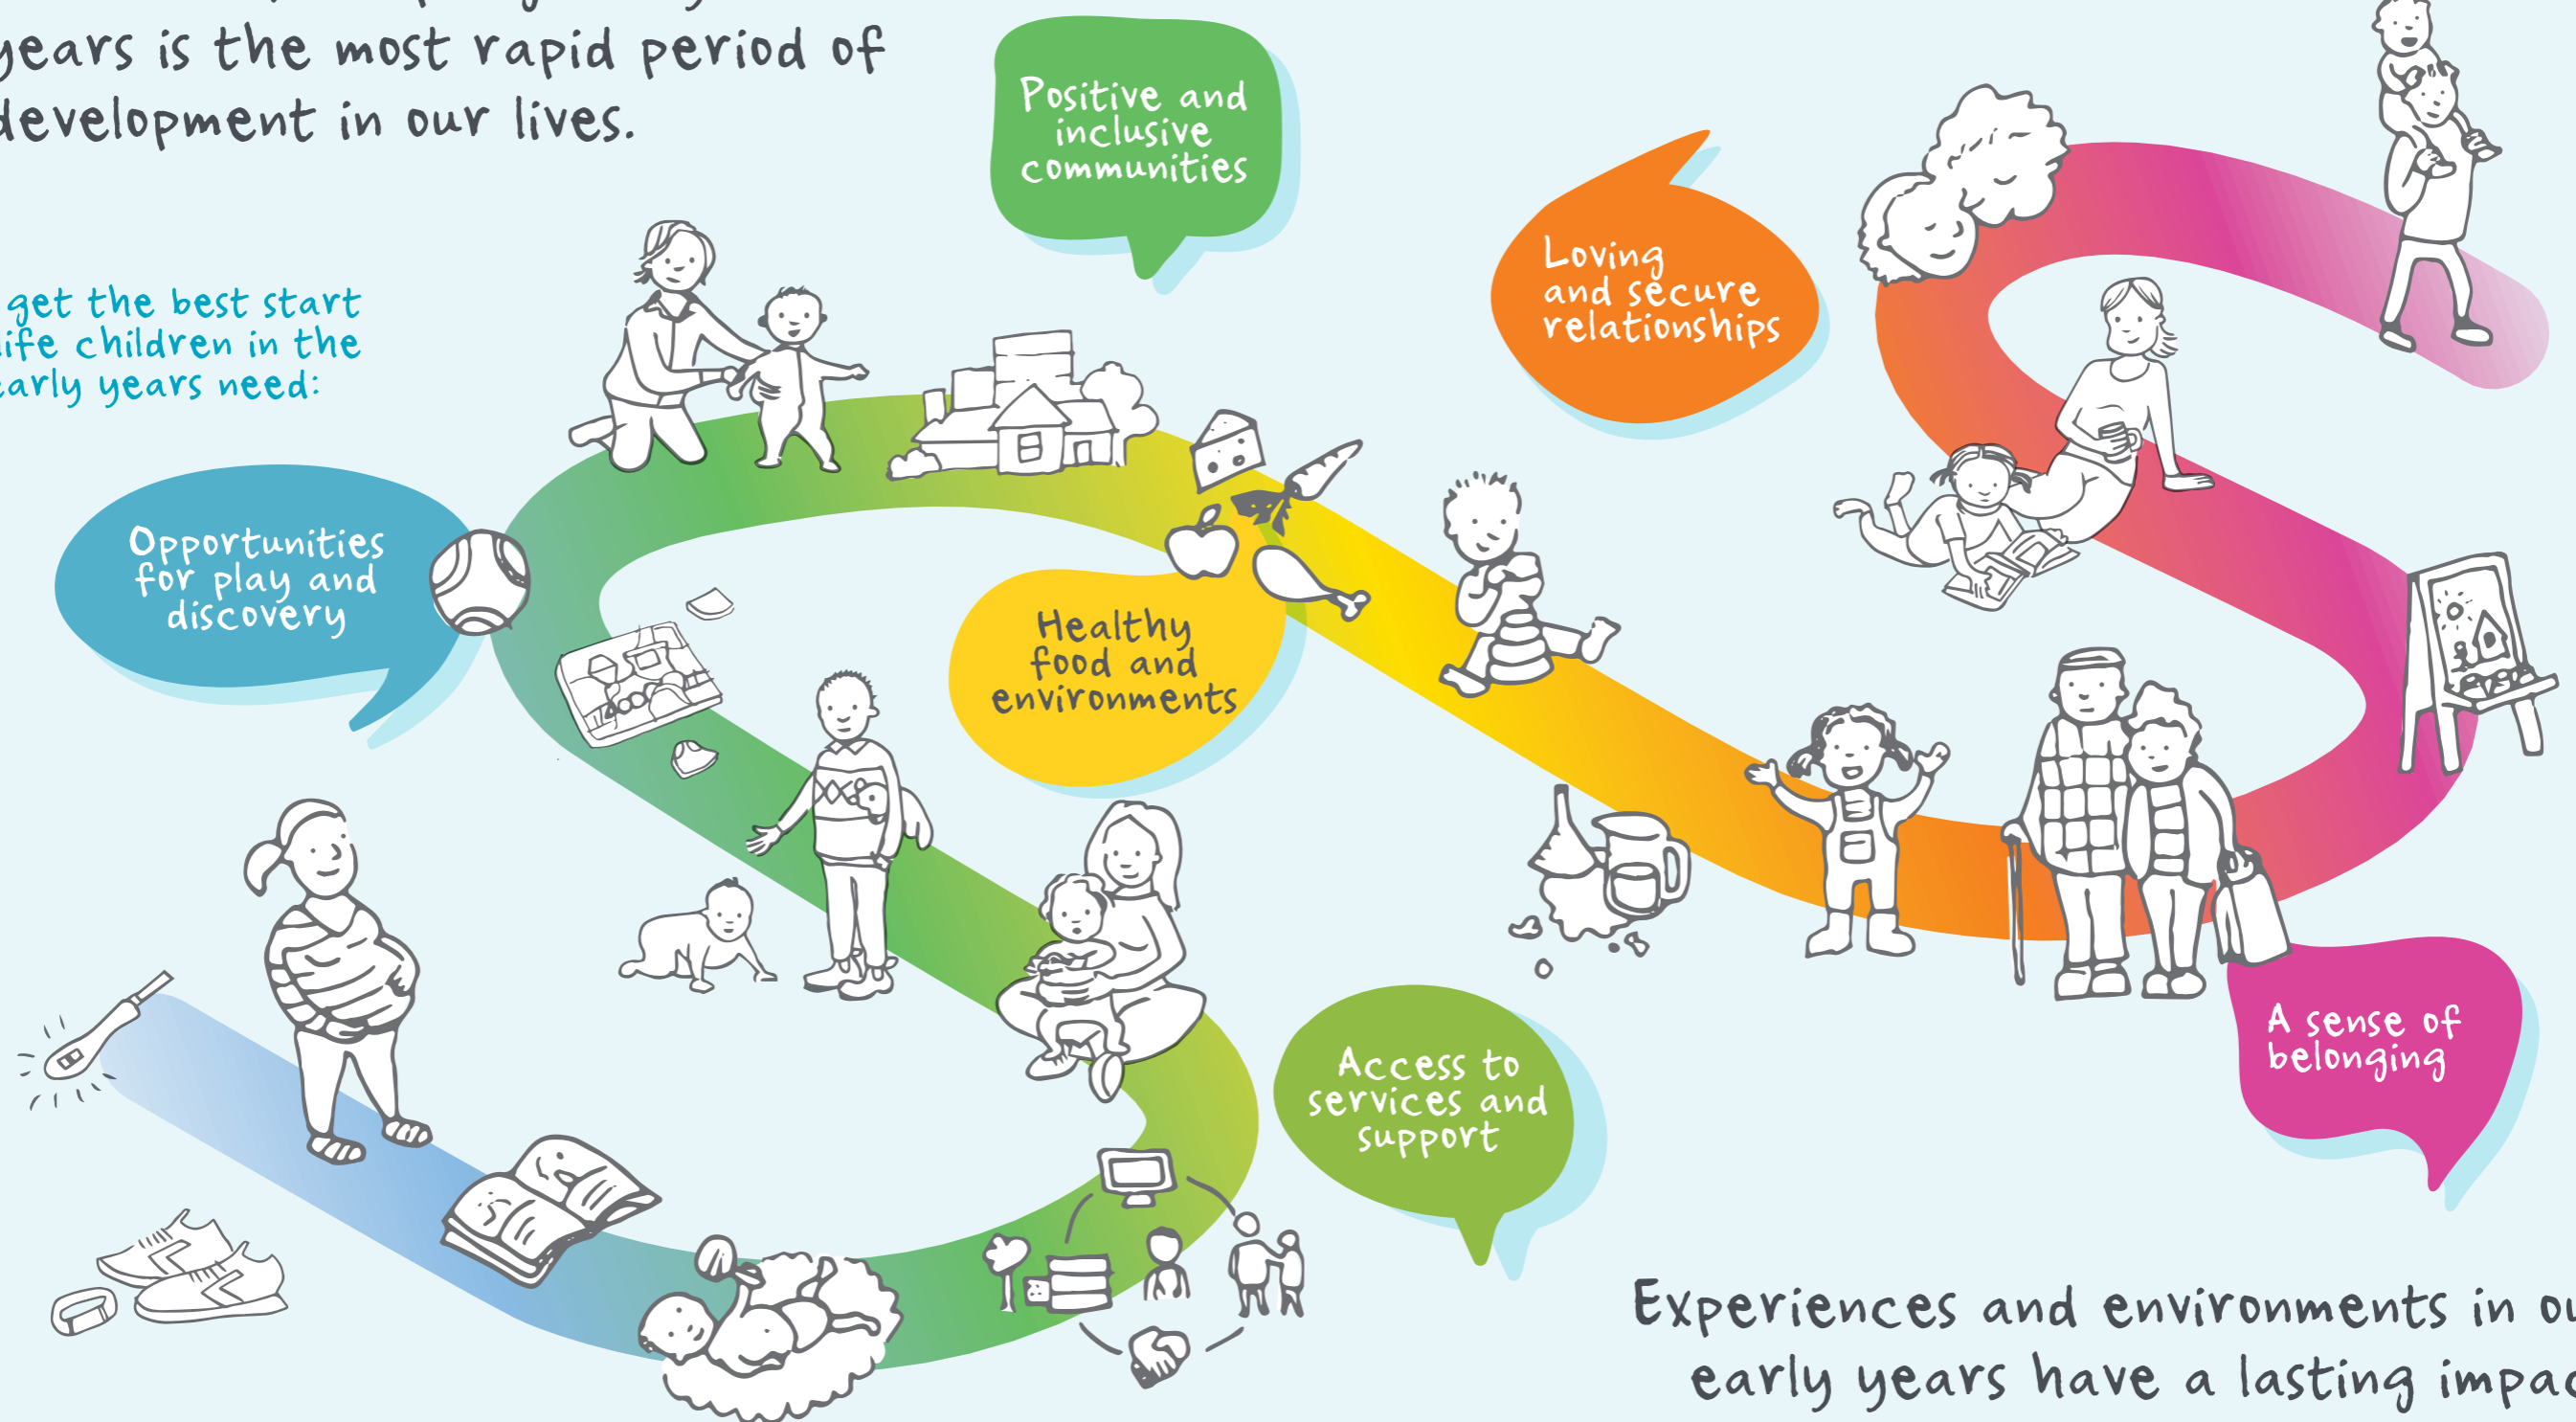 years is the most rapid period of
development in our lives.
get the best start
life children in the
early years need:
Positive and
inclusive
communities
Loving
and secure
relationships
Opportunities
for play and
discovery
Healthy
food and
environments
Access to
services and
support
A sense of
belonging
Experiences and environments in
early years have a lasting